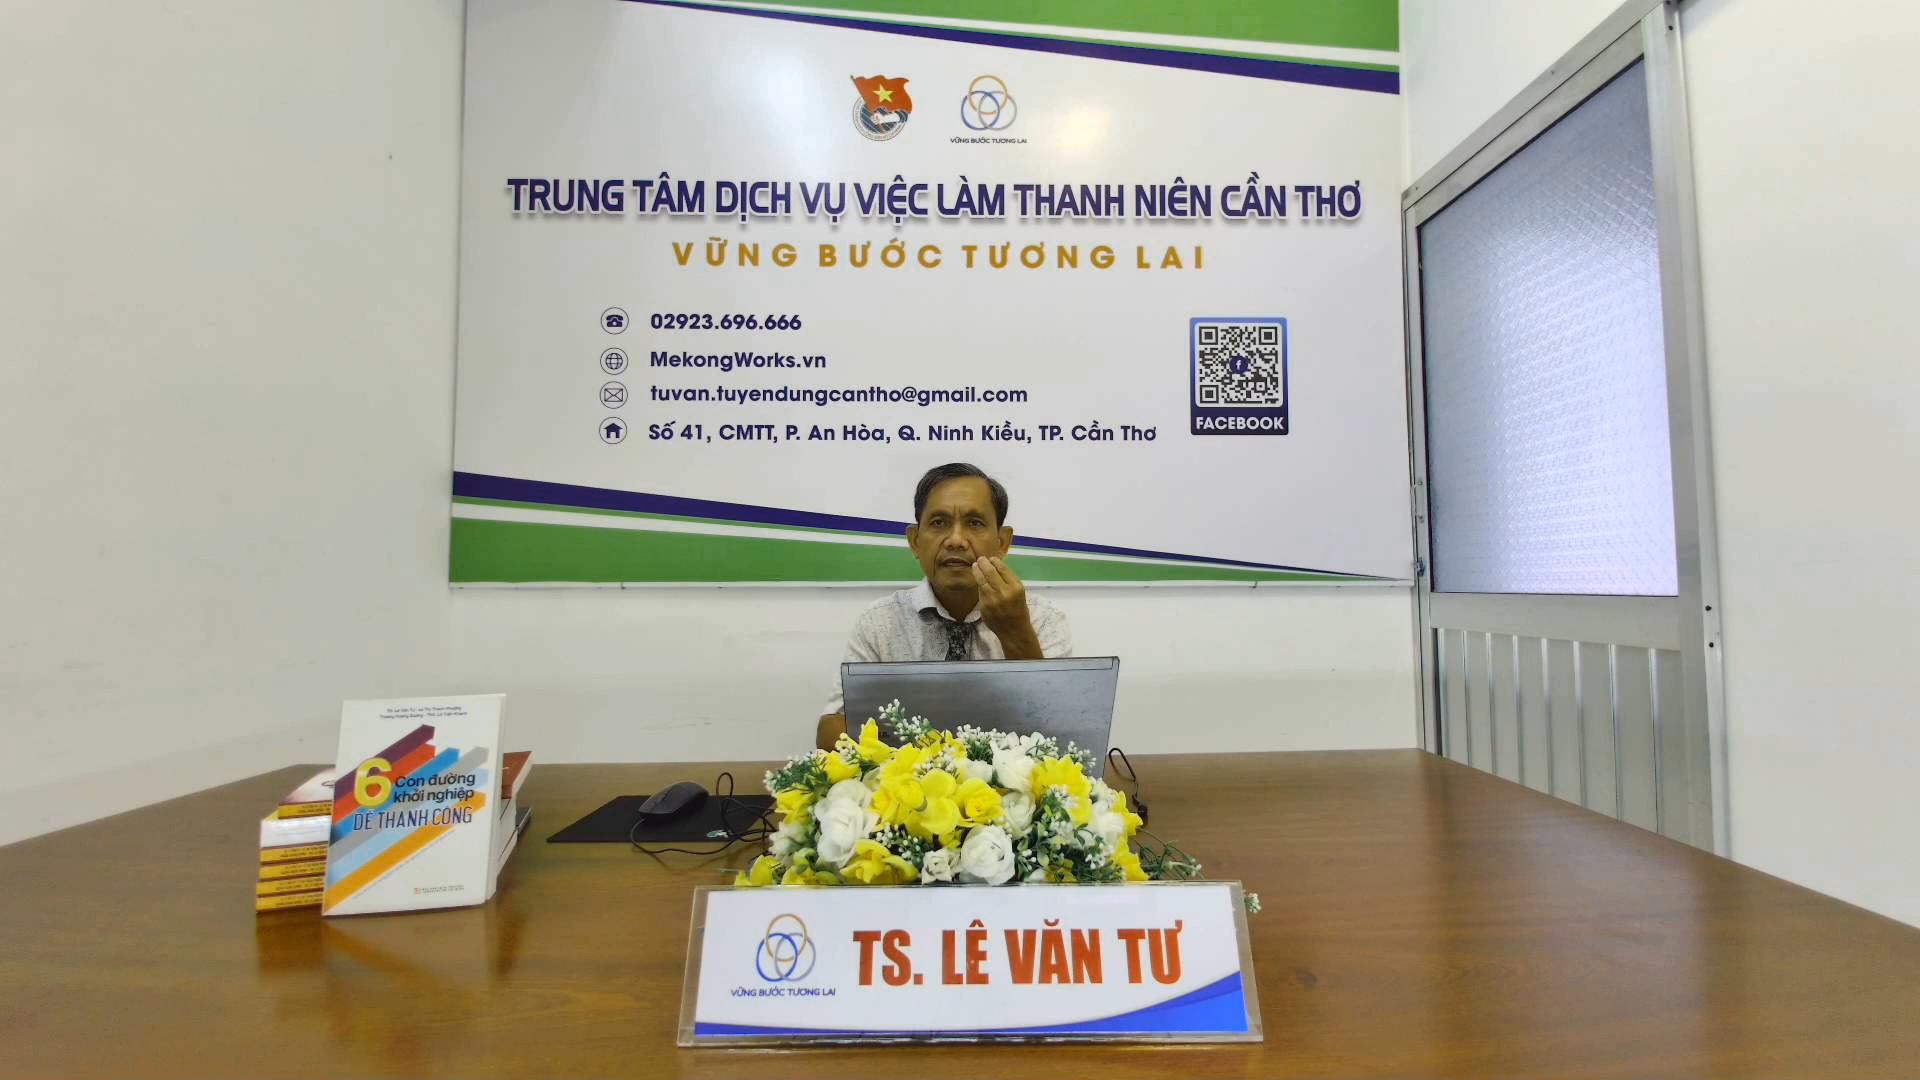 VỮNG BƯỚC TƯƠNG LAI
TRUNG TÂM DỊCH VỤ VIỆC LÀM THANH NIÊN CẦN THƠ
VỮNG BƯỚC TƯƠNG LAI
02923.696.666
MekongWorks.vn
tuvan.tuyendungcantho@gmail.com
Số 41, CMTT, P. An Hòa, Q. Ninh Kiều, TP. Cần Thơ
FACEBOOK
6 Con đường
khởi nghiệp
ĐỂ THÀNH CÔNG
TS. LÊ VĂN TƯ
VỮNG BƯỚC TƯƠNG LAI